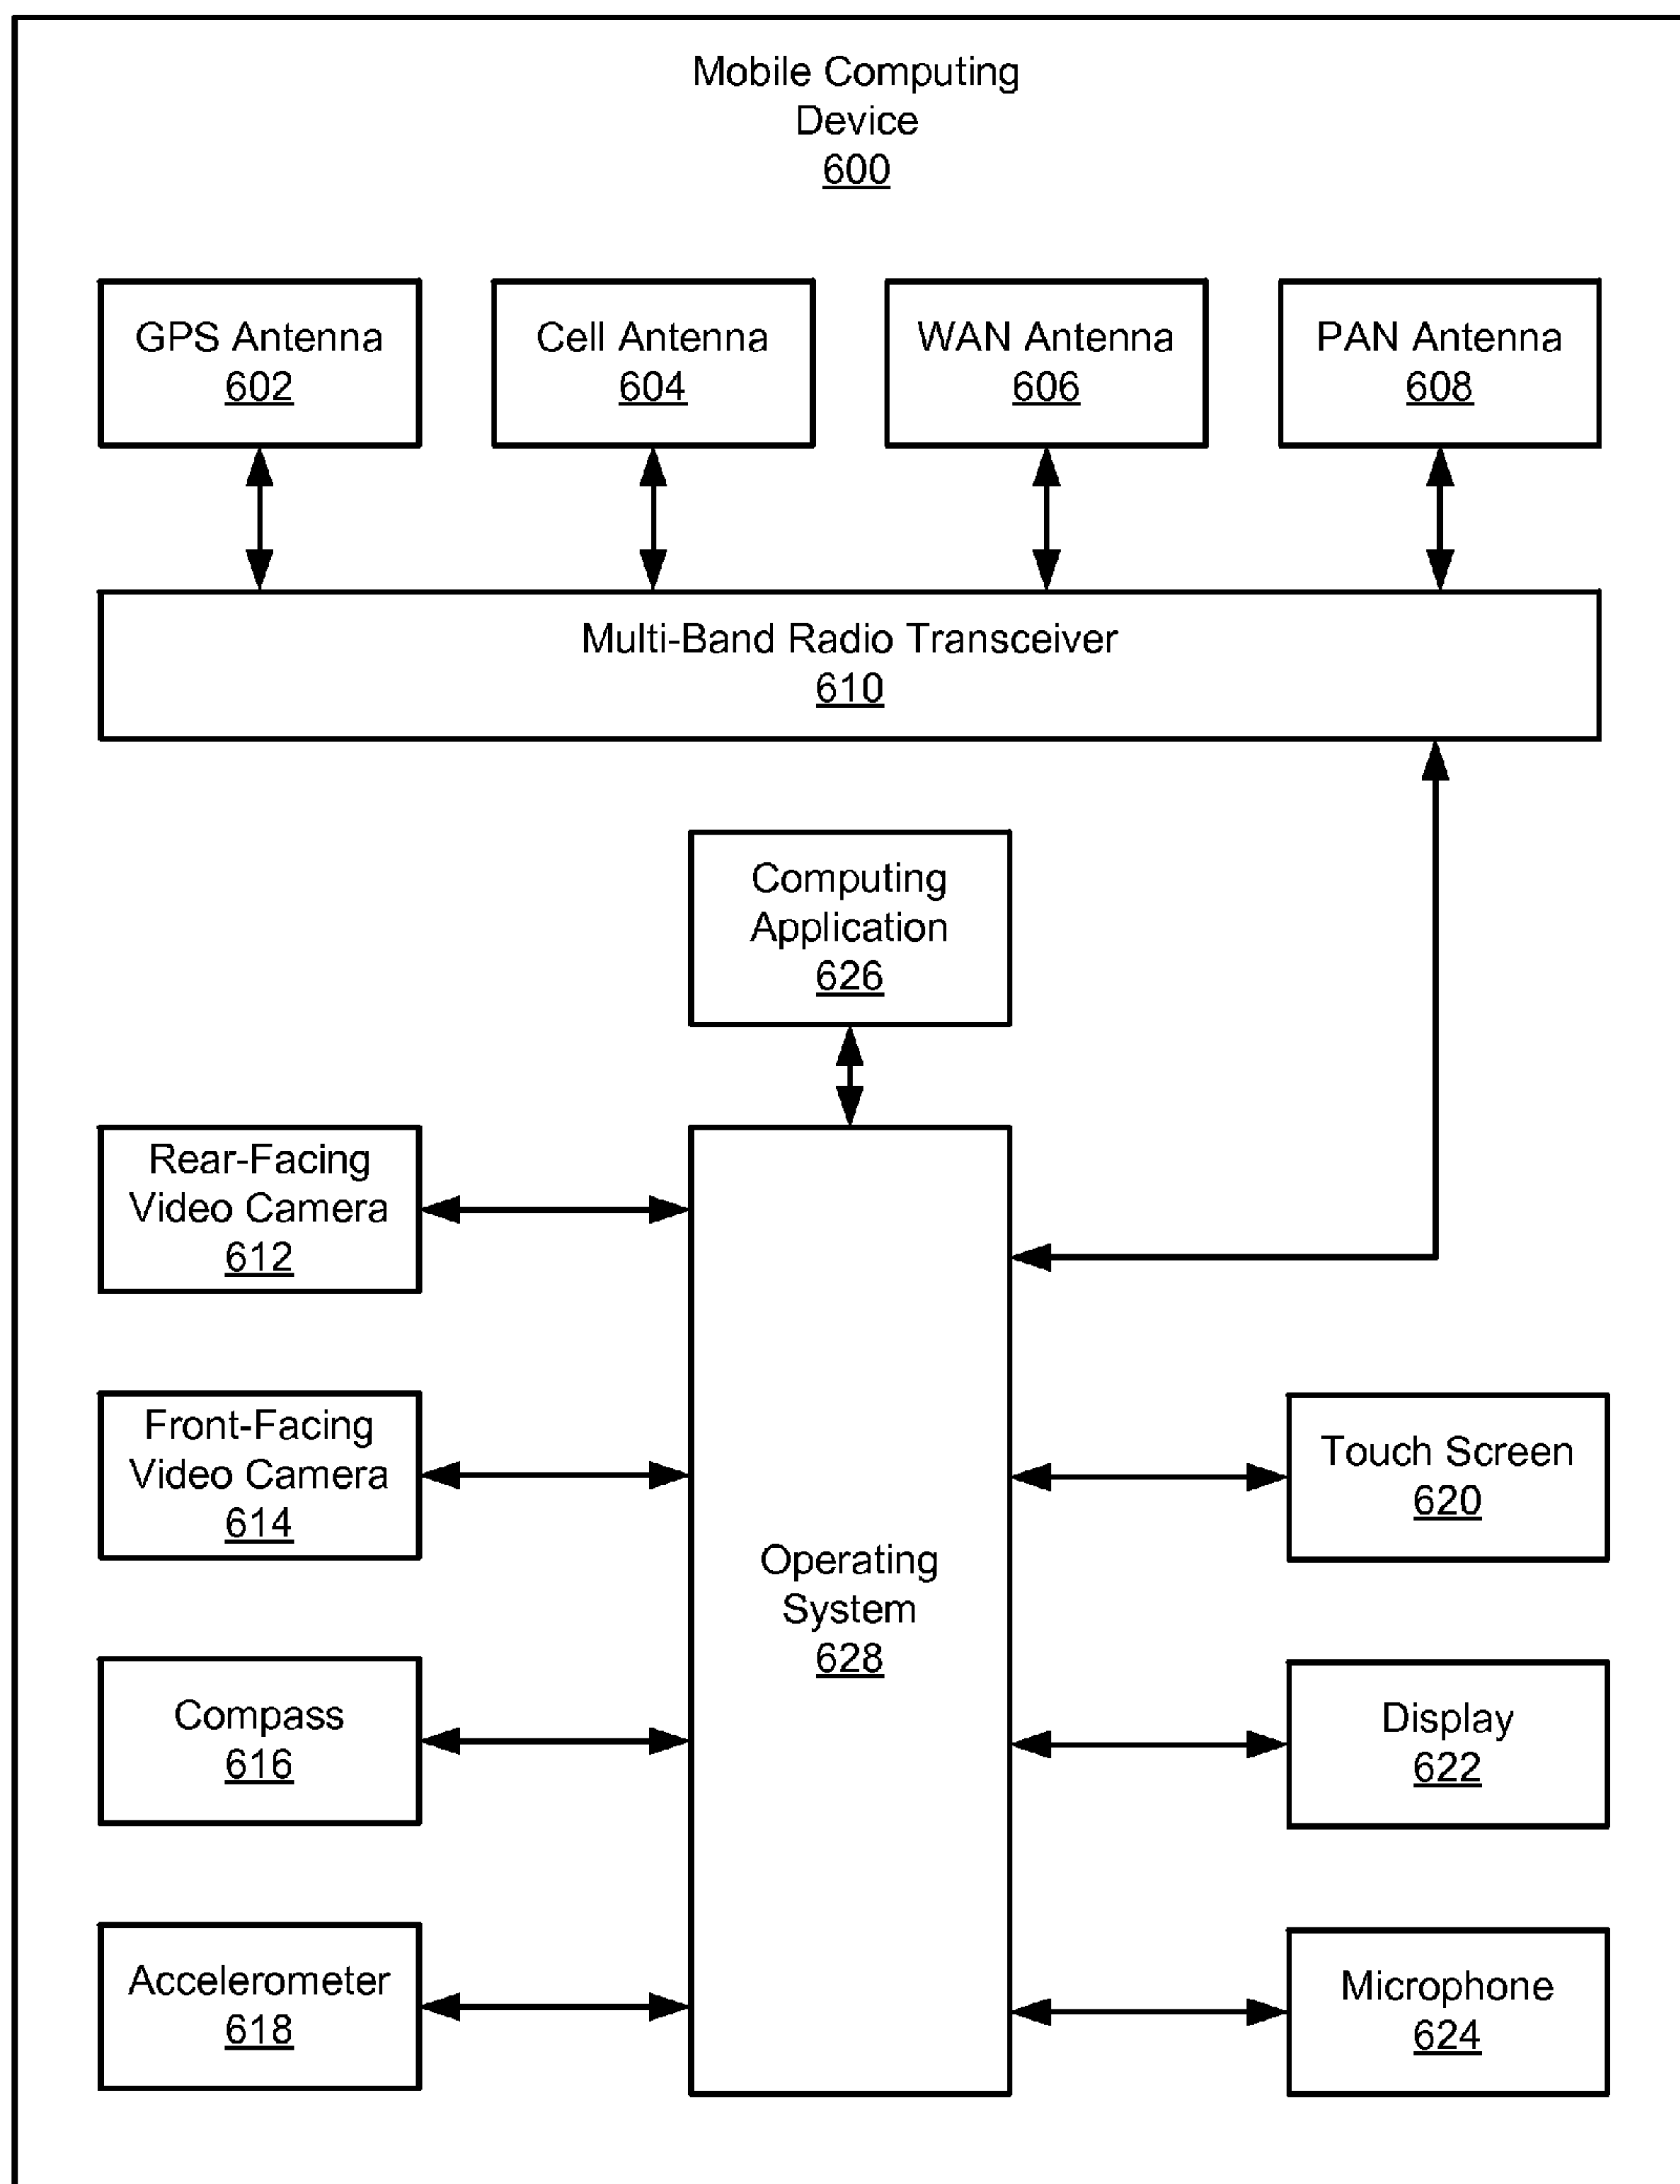 Mobile Computing
Device
600
GPS Antenna
602
Cell Antenna
604
WAN Antenna
606
PAN Antenna
608
Multi-Band Radio Transceiver
610
Computing
Application
626
Rear-Facing
Video Camera
612
Front-Facing
Video Camera
614
Compass
616
Accelerometer
618
Operating
System
628
Touch Screen
620
Display
622
Microphone
624